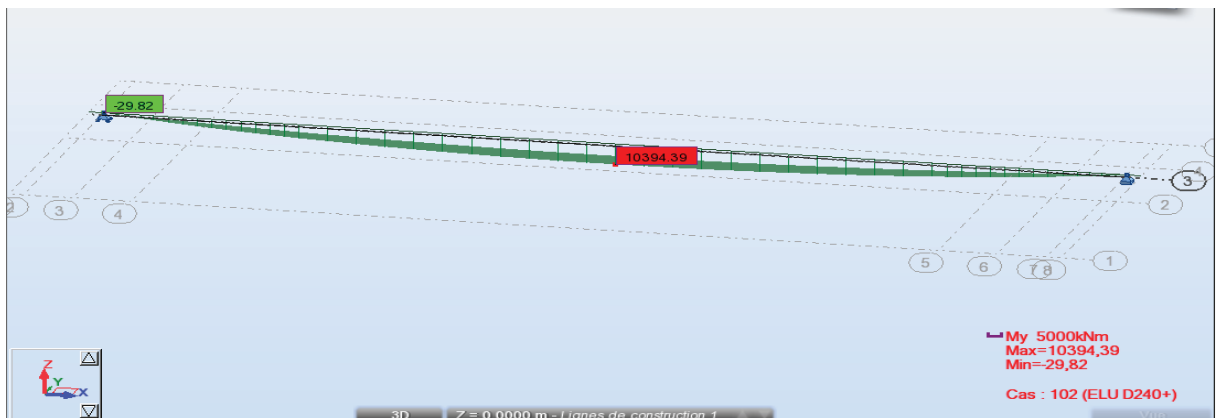 -29.82
10394.39
4
3
2
2
3
4
5
6
7
8
1
My 5000kNm
Max=10394,39
Min=-29,82
Cas : 102 (ELU D240+)
Z
Y
X
3D
Z = 0.0000 m - Lignes de construction 1